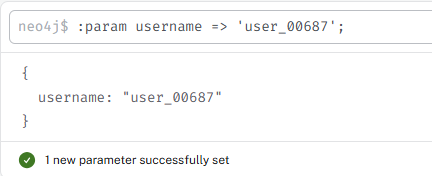 neo4j$ :param username => 'user_00687';
{
  username: "user_00687"
}
1 new parameter successfully set